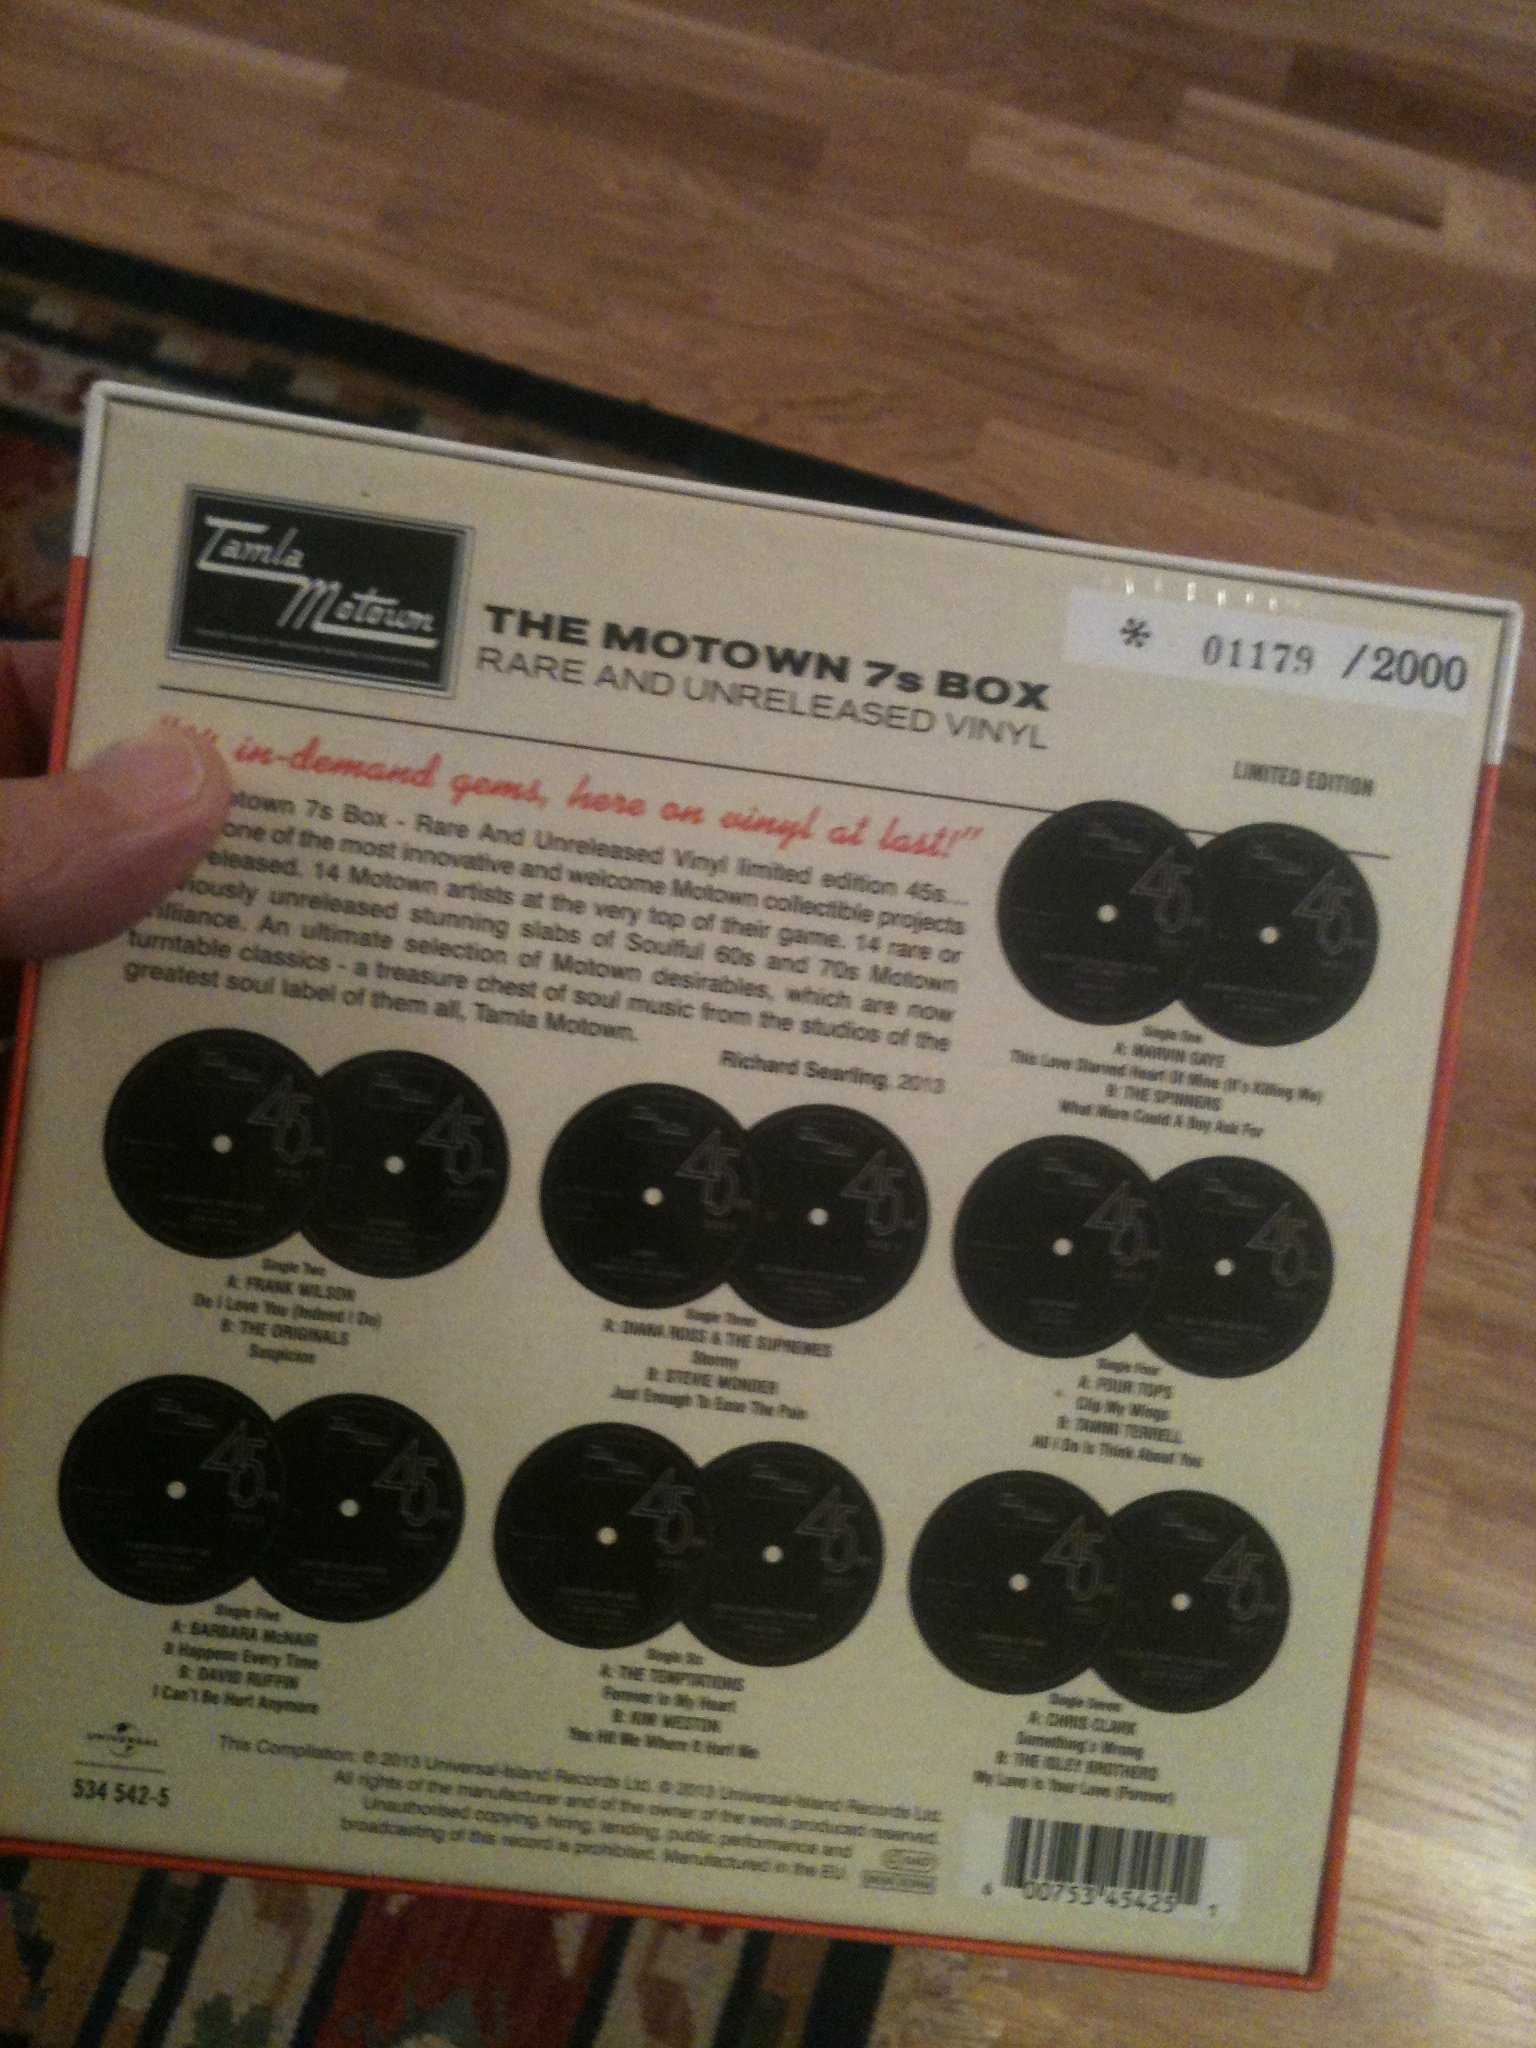 Tamla
Motown
THE MOTOWN 7s BOX
RARE AND UNRELEASED VINYL
* 01179 /2000
LIMITED EDITION
in-demand gems, here on vinyl at last!"
7s Box - Rare And Unreleased Vinyl limited edition 45s...
one of the most innovative and welcome Motown collectible projects
14 Motown artists at the very top of their game. 14 rare or
unreleased stunning slabs of Soulful 60s and 70s Motown
An ultimate selection of Motown desirables, which are now
turntable classics - a treasure chest of soul music from the studios of the
greatest soul label of them all, Tamla Motown.
Richard Searling, 2013
Single One
A: MARVIN GAYE
This Love Starved Heart Of Mine (It's Killing Me)
B: THE SPINNERS
What More Could A Boy Ask For
Single Two
A: FRANK WILSON
Do I Love You (Indeed I Do)
B: THE ORIGINALS
Suspicion
Single Three
A: DIANA ROSS & THE SUPREMES
Stormy
B: STEVIE WONDER
Just Enough To Ease The Pain
Single Four
A: FOUR TOPS
Clip My Wings
B: TAMMI TERRELL
All I Do Is Think About You
Single Five
A: BARBARA McNAIR
It Happens Every Time
B: DAVID RUFFIN
I Can't Be Hurt Anymore
Single Six
A: THE TEMPTATIONS
Forever In My Heart
B: KIM WESTON
You Hit Me Where It Hurt Me
Single Seven
A: CHRIS CLARK
Something's Wrong
B: THE ISLEY BROTHERS
My Love Is Your Love (Forever)
UNIVERSAL
534 542-5
This Compilation: ℗ 2013 Universal-Island Records Ltd. © 2013 Universal-Island Records Ltd.
All rights of the manufacturer and of the owner of the work produced reserved.
Unauthorised copying, hiring, lending, public performance and
broadcasting of this record is prohibited. Manufactured in the EU.
6 00753 45425 1